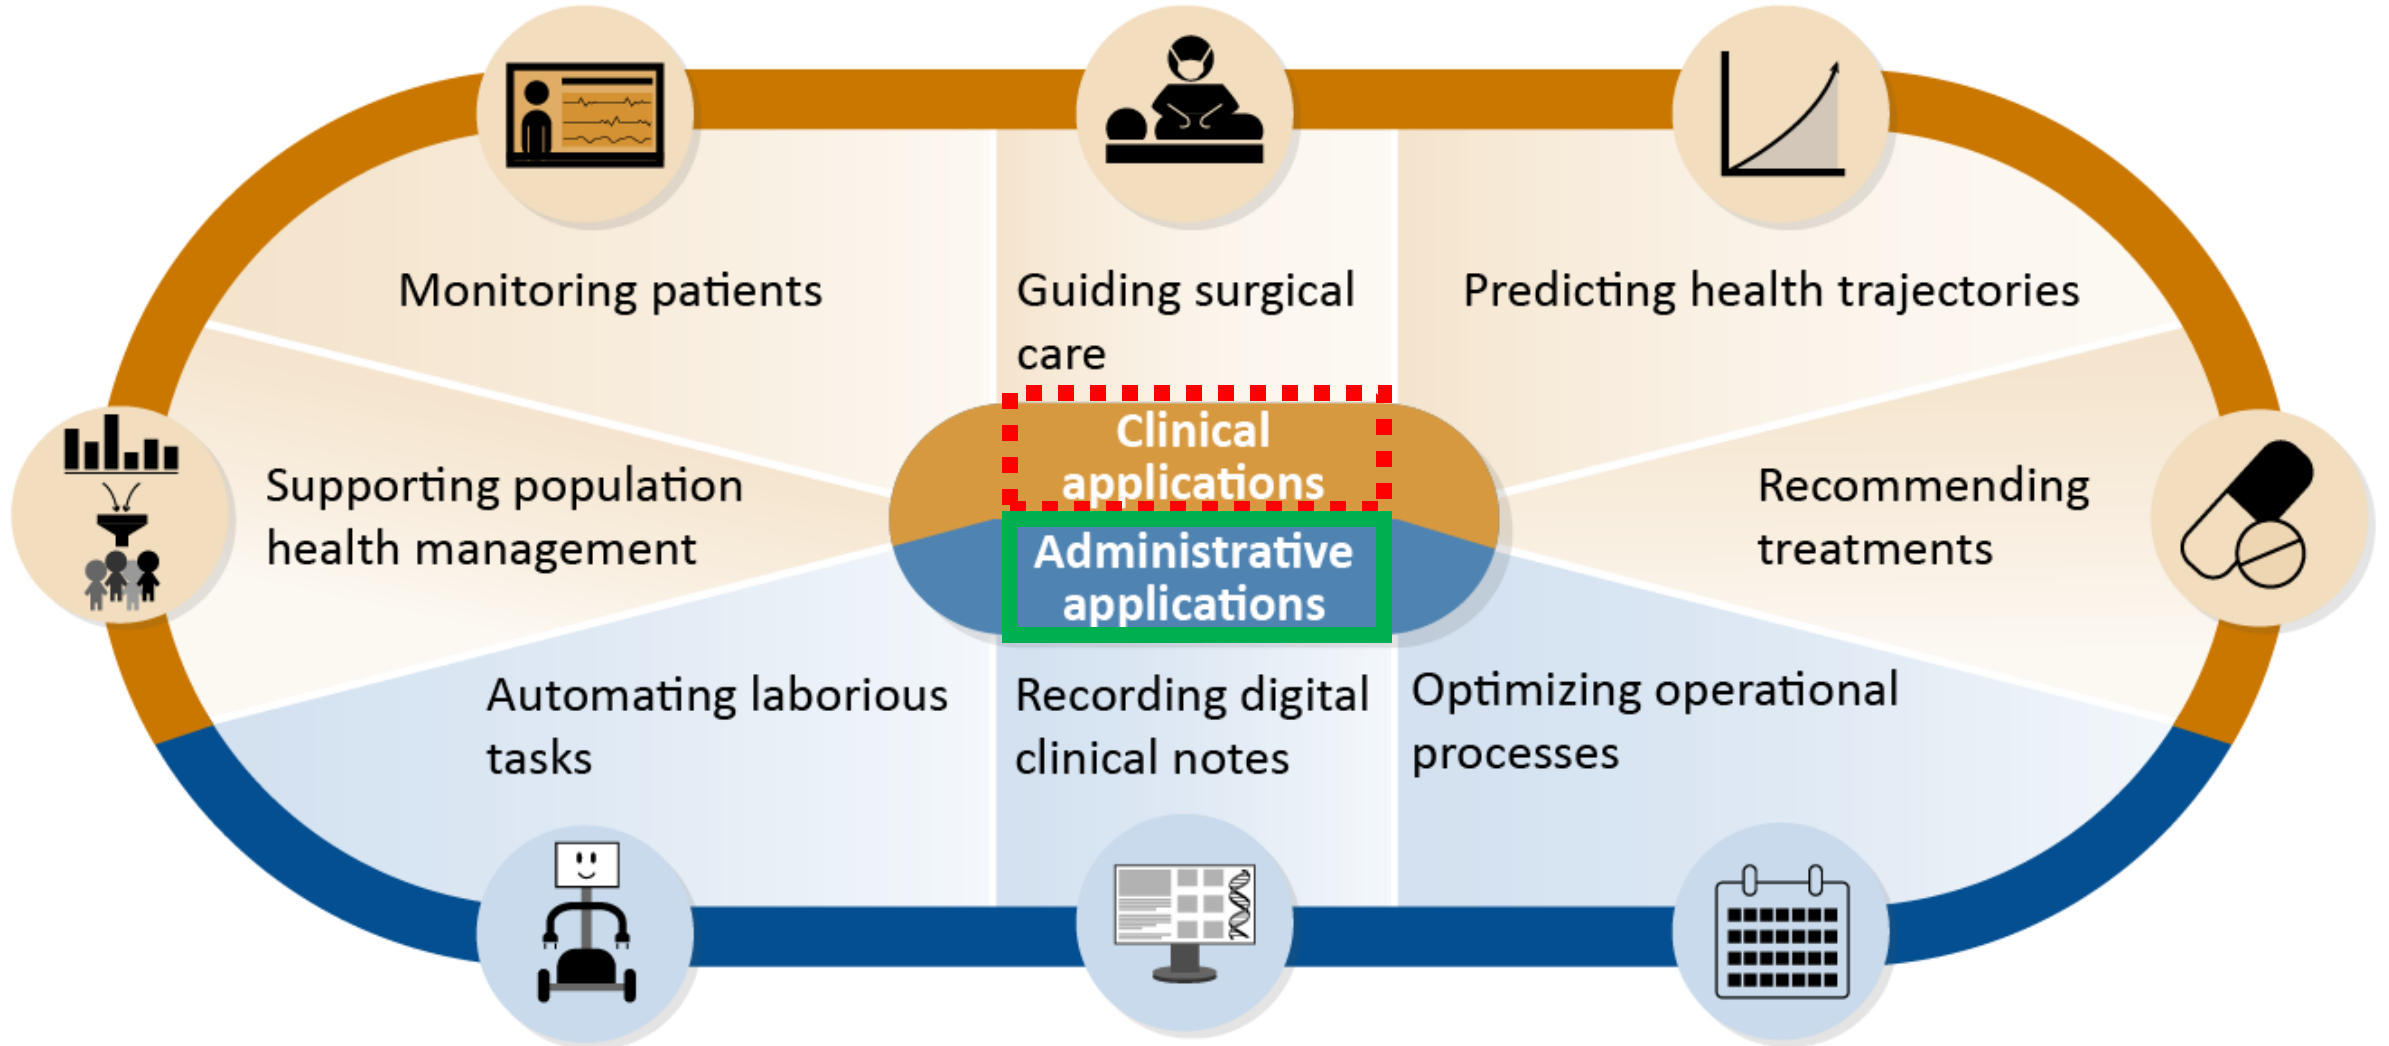 Monitoring patients
Guiding surgical
care
Predicting health trajectories
Supporting population
health management
Clinical
applications
Administrative
applications
Recommending
treatments
Automating laborious
tasks
Recording digital
clinical notes
Optimizing operational
processes